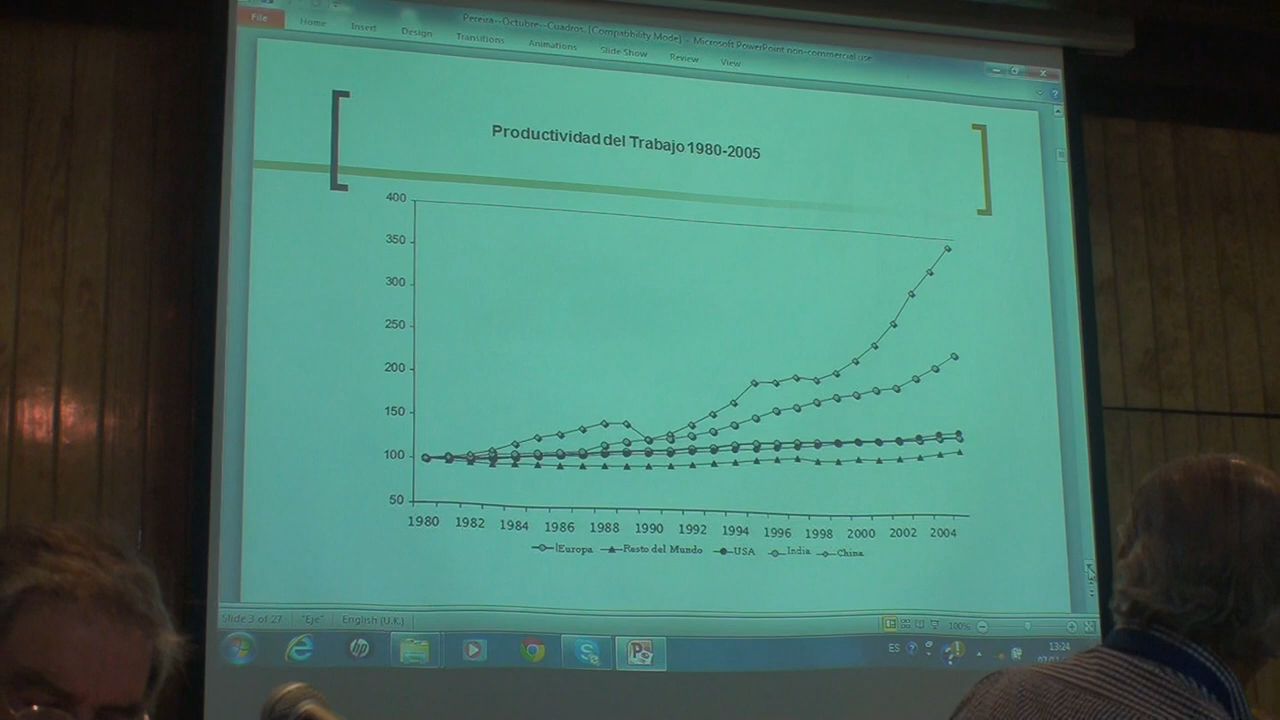 Pereira--Octubre--Cuadros. [Compatibility Mode] - Microsoft PowerPoint non-commercial use
File Home Insert Design Transitions Animations Slide Show Review View
Productividad del Trabajo 1980-2005
400
350
300
250
200
150
100
50
1980 1982 1984 1986 1988 1990 1992 1994 1996 1998 2000 2002 2004
Europa Resto del Mundo USA India China
Slide 3 of 27 "Eje" English (U.K.) 100%
ES 13:24